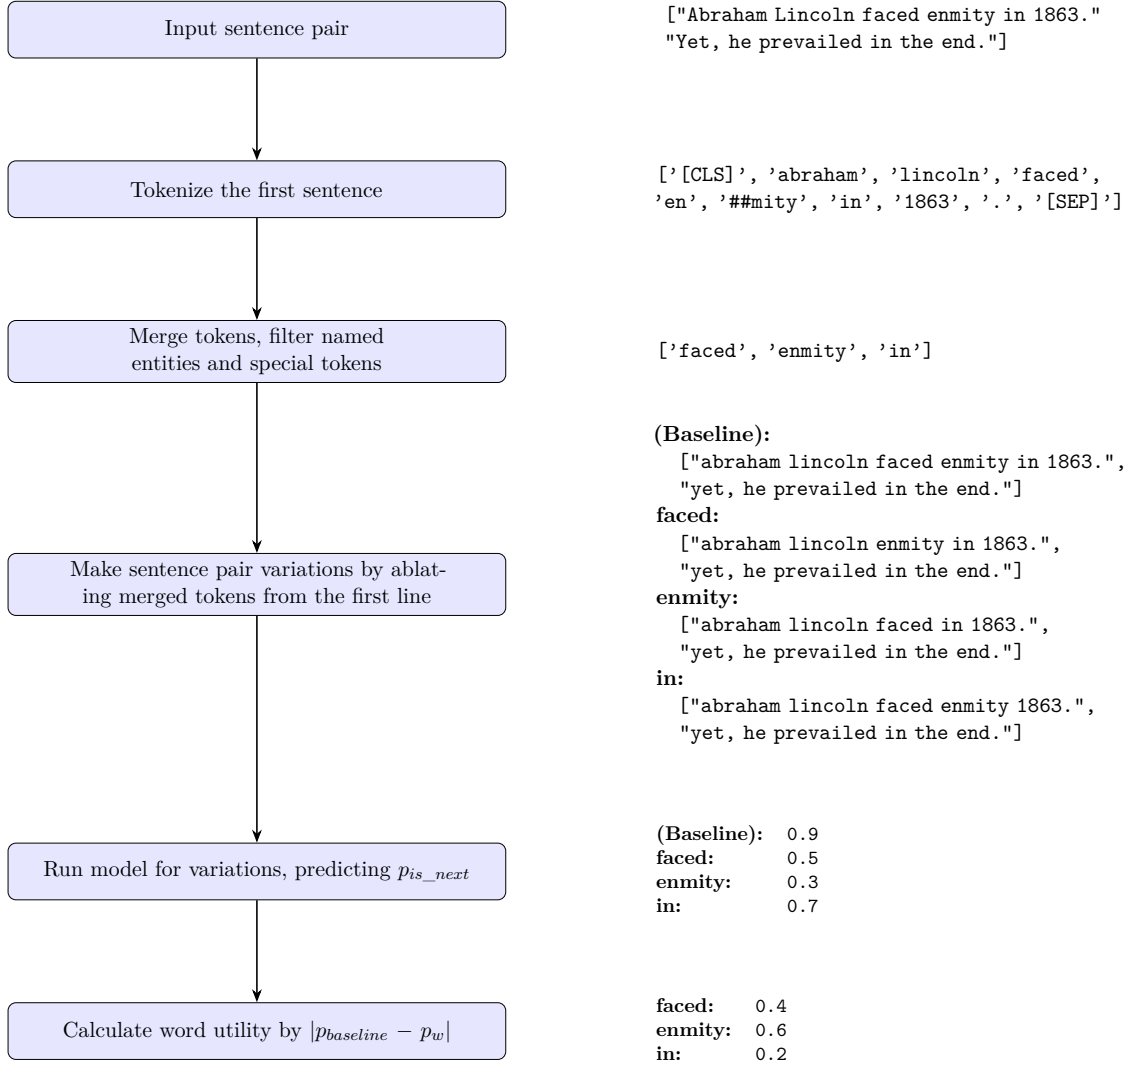 Input sentence pair
["Abraham Lincoln faced enmity in 1863."
"Yet, he prevailed in the end."]
Tokenize the first sentence
['[CLS]', 'abraham', 'lincoln', 'faced',
'en', '##mity', 'in', '1863', '.', '[SEP]']
Merge tokens, filter named
entities and special tokens
['faced', 'enmity', 'in']
Make sentence pair variations by ablat-
ing merged tokens from the first line
(Baseline):
["abraham lincoln faced enmity in 1863.",
"yet, he prevailed in the end."]
faced:
["abraham lincoln enmity in 1863.",
"yet, he prevailed in the end."]
enmity:
["abraham lincoln faced in 1863.",
"yet, he prevailed in the end."]
in:
["abraham lincoln faced enmity 1863.",
"yet, he prevailed in the end."]
Run model for variations, predicting p_{is_next}
(Baseline): 0.9
faced: 0.5
enmity: 0.3
in: 0.7
Calculate word utility by |p_{baseline} − p_w|
faced: 0.4
enmity: 0.6
in: 0.2